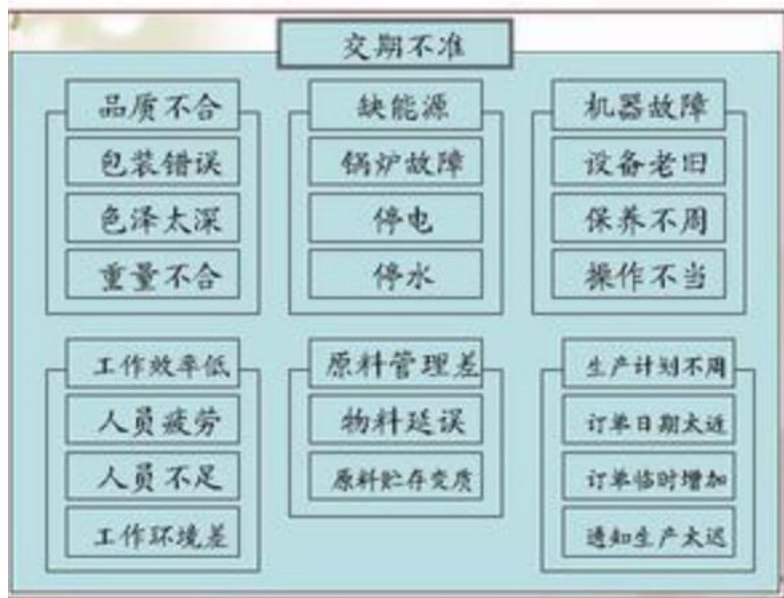 交期不准
品质不合
包装错误
色泽太深
重量不合
缺能源
锅炉故障
停电
停水
机器故障
设备老旧
保养不周
操作不当
工作效率低
人员疲劳
人员不足
工作环境差
原料管理差
物料延误
原料贮存变质
生产计划不周
订单日期太近
订单临时增加
通知生产太迟